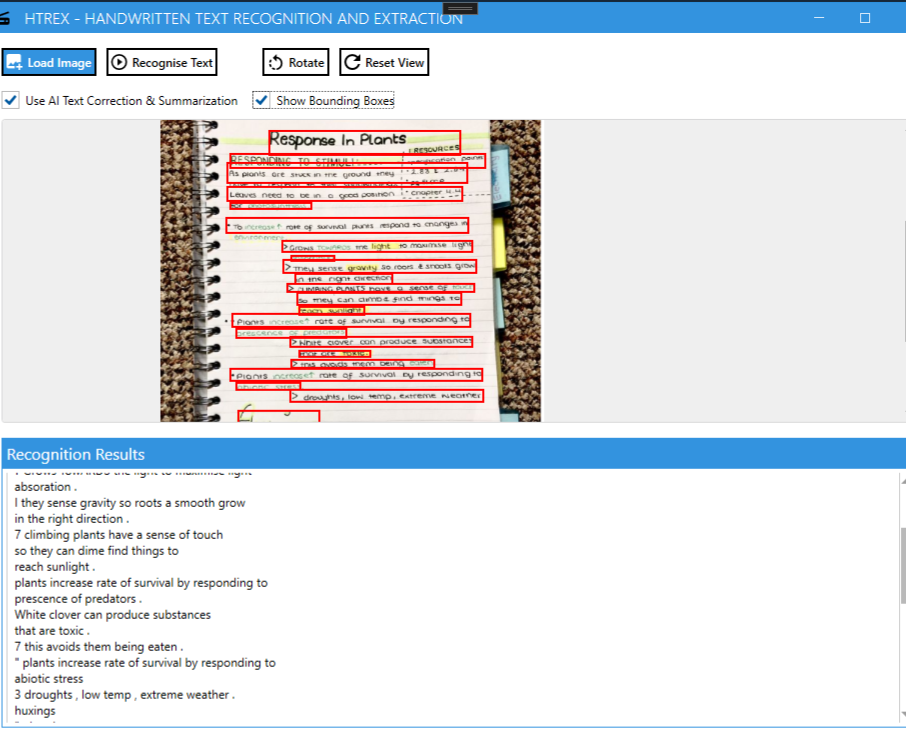 HTREX - HANDWRITTEN TEXT RECOGNITION AND EXTRACTION
Load Image Recognise Text Rotate Reset View
Use AI Text Correction & Summarization Show Bounding Boxes
Response In Plants
RESOURCES
RESPONDING TO STIMULI:
specification points
As plants are stuck in the ground they
Leaves need to be in a good position
chapter
for photosynthesis
• To increase↑ rate of survival plants respond to changes in
environment
> Grows TOWARDS the light to maximise light
> They sense gravity so roots & shoots grow
in the right direction
> CLIMBING PLANTS have a sense of touch
so they can climb & find things to
reach sunlight
• Plants increase↑ rate of survival by responding to
prescence of predators
> White clover can produce substances
that are toxic
> this avoids them being eaten
• Plants increase↑ rate of survival by responding to
abiotic stress
> droughts, low temp, extreme weather
Recognition Results
7 Grows TOWARDS the light to maximise light
absoration .
I they sense gravity so roots a smooth grow
in the right direction .
7 climbing plants have a sense of touch
so they can dime find things to
reach sunlight .
plants increase rate of survival by responding to
prescence of predators .
White clover can produce substances
that are toxic .
7 this avoids them being eaten .
" plants increase rate of survival by responding to
abiotic stress
3 droughts , low temp , extreme weather .
huxings